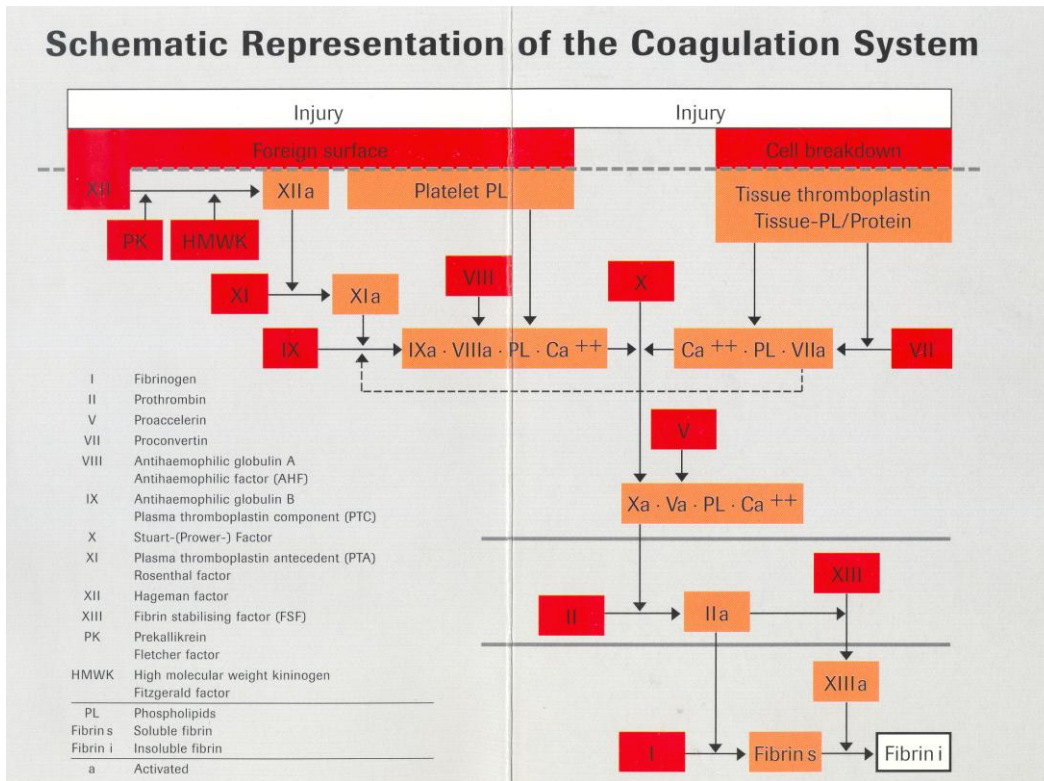 Schematic Representation of the Coagulation System
Injury
Injury
Foreign surface
Cell breakdown
XII
XIIa
Platelet PL
Tissue thromboplastin
Tissue-PL/Protein
PK
HMWK
VIII
X
XI
XIa
IX
IXa · VIIIa · PL · Ca ++
Ca ++ · PL · VIIa
VII
I Fibrinogen
II Prothrombin
V Proaccelerin
VII Proconvertin
VIII Antihaemophilic globulin A
Antihaemophilic factor (AHF)
IX Antihaemophilic globulin B
Plasma thromboplastin component (PTC)
X Stuart-(Prower-) Factor
XI Plasma thromboplastin antecedent (PTA)
Rosenthal factor
XII Hageman factor
XIII Fibrin stabilising factor (FSF)
PK Prekallikrein
Fletcher factor
HMWK High molecular weight kininogen
Fitzgerald factor
PL Phospholipids
Fibrin s Soluble fibrin
Fibrin i Insoluble fibrin
a Activated
V
Xa · Va · PL · Ca ++
XIII
II
IIa
XIIIa
I
Fibrin s
Fibrin i